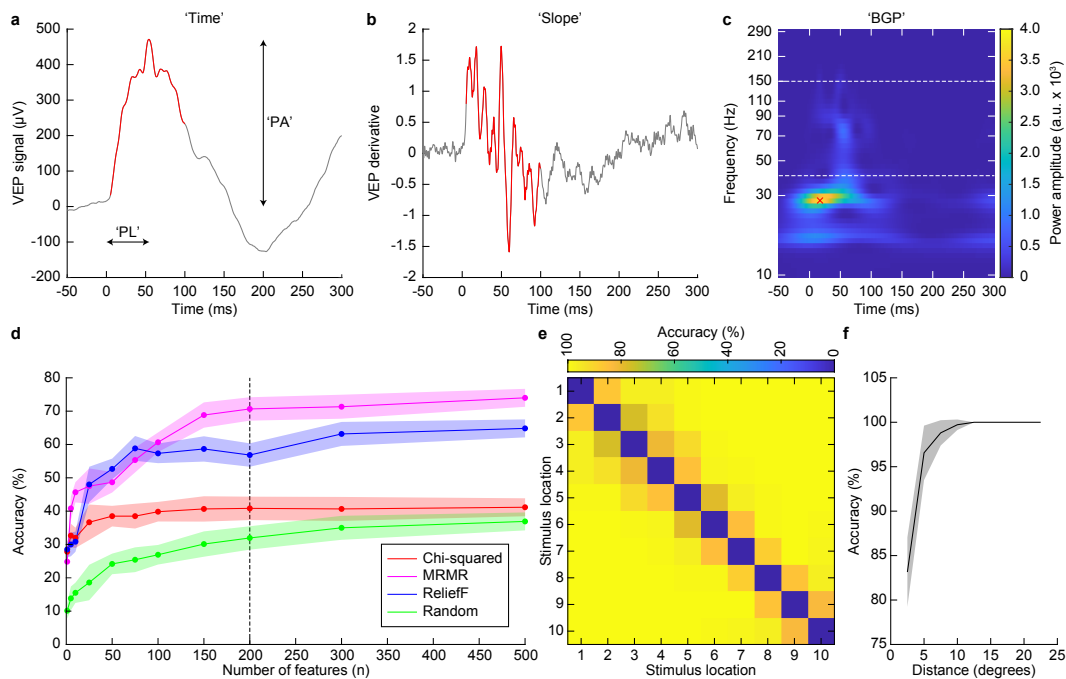 a
‘Time’
500
400
300
200
100
0
-100
-200
VEP signal (µV)
‘PA’
‘PL’
-50 0 50 100 150 200 250 300
Time (ms)
b
‘Slope’
2
1.5
1
0.5
0
-0.5
-1
1.5
2
VEP derivative
-50 0 50 100 150 200 250 300
Time (ms)
c
‘BGP’
290
210
150
110
90
70
50
30
10
Frequency (Hz)
-50 0 50 100 150 200 250 300
Time (ms)
4.0
3.5
3.0
2.5
2.0
1.5
1.0
0.5
0
Power amplitude (a.u. x 10³)
d
80
70
60
50
40
30
20
10
0
Accuracy (%)
Chi-squared
MRMR
ReliefF
Random
0 50 100 150 200 250 300 350 400 450 500
Number of features (n)
e
Accuracy (%)
100 80 60 40 20 0
1
2
3
4
5
6
7
8
9
10
Stimulus location
1 2 3 4 5 6 7 8 9 10
Stimulus location
f
105
100
95
90
85
80
75
Accuracy (%)
0 5 10 15 20 25
Distance (degrees)